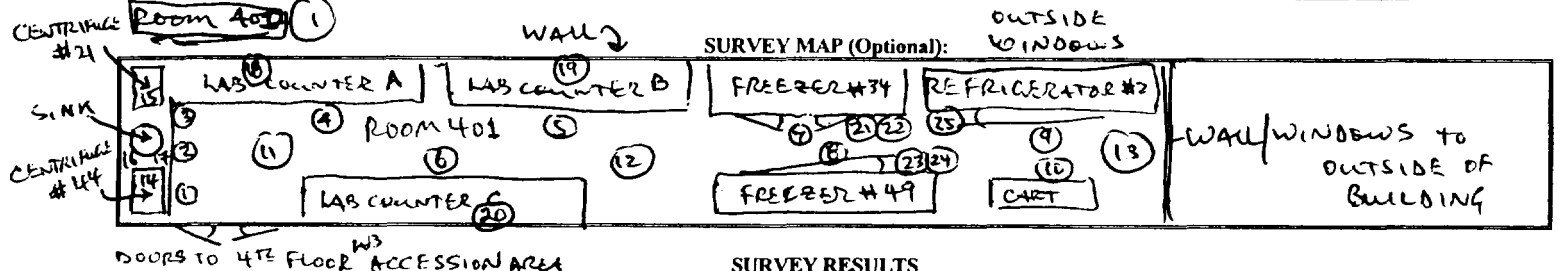 CENTRIFUGE #21
ROOM 401
1
WALL
SURVEY MAP (Optional):
OUTSIDE WINDOWS
18
LAB COUNTER A
19
LAB COUNTER B
FREEZER #34
REFRIGERATOR #2
15
SINK
3
4
ROOM 401
5
7
21 22
25
9
WALL/WINDOWS TO
OUTSIDE OF
BUILDING
16 17
2
11
6
12
8
23 24
10
13
CENTRIFUGE #44
14
1
LAB COUNTER C
20
FREEZER #49
CART
DOORS TO 4TH FLOOR ACCESSION AREA
SURVEY RESULTS